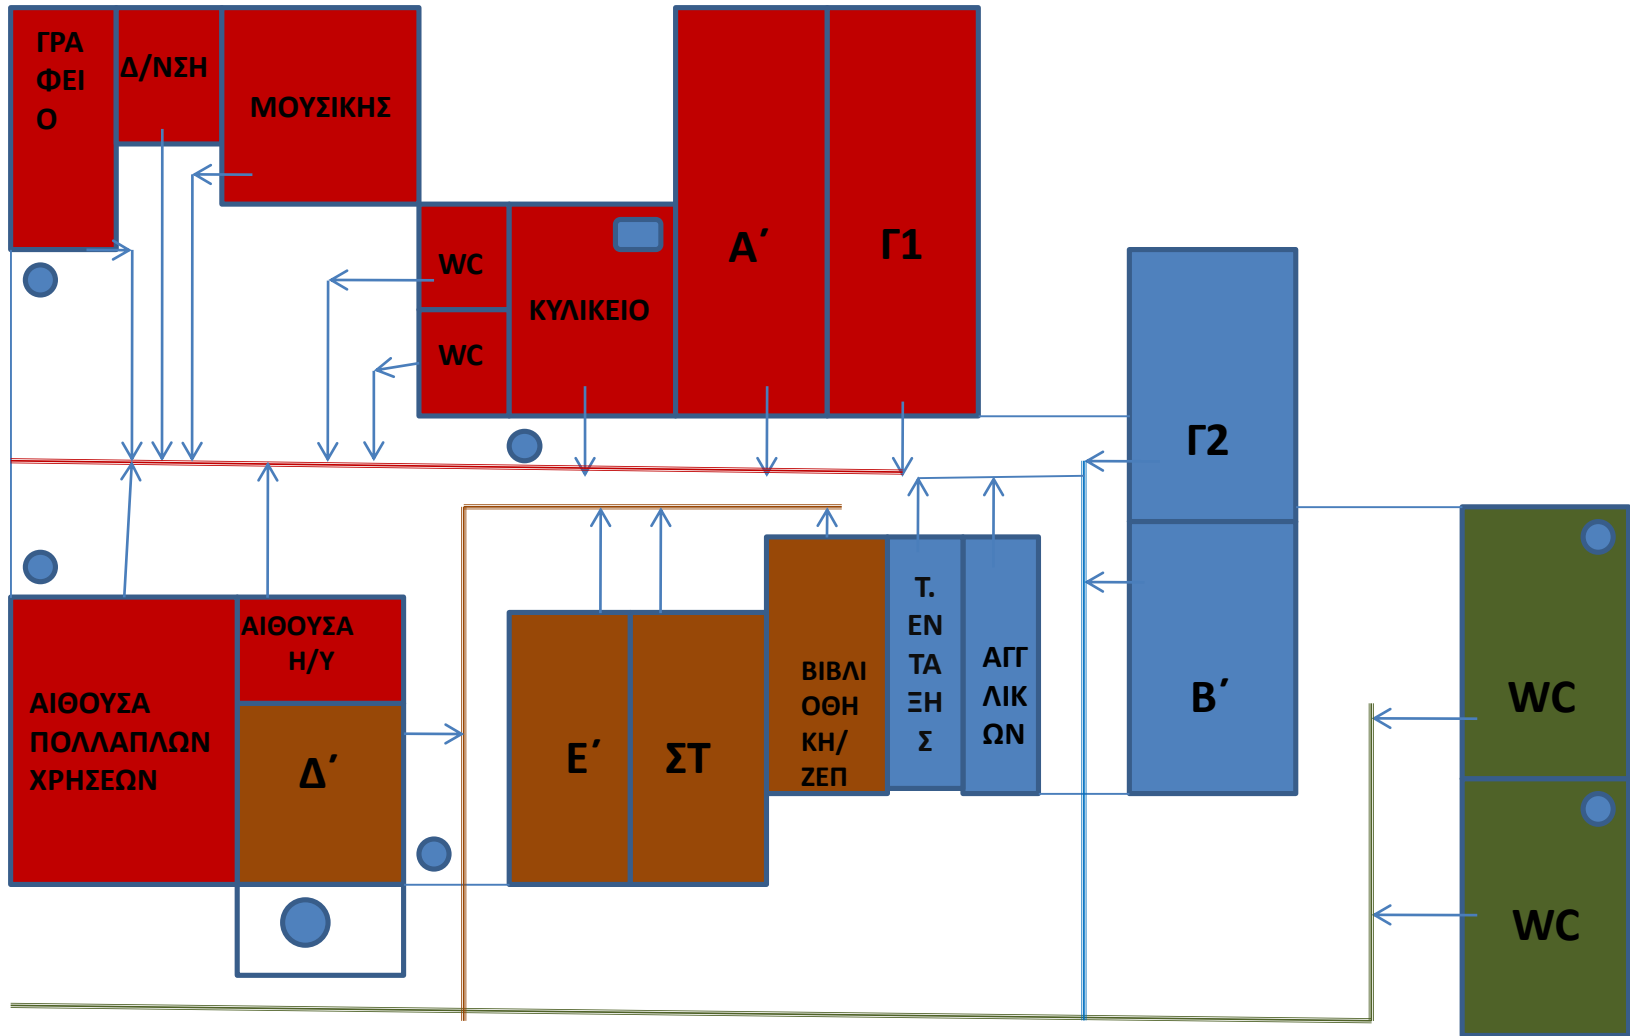 ΓΡΑ
ΦΕΙ
Ο
Δ/ΝΣΗ
ΜΟΥΣΙΚΗΣ
WC
WC
ΚΥΛΙΚΕΙΟ
Α΄
Γ1
Γ2
Β΄
WC
WC
ΑΙΘΟΥΣΑ
ΠΟΛΛΑΠΛΩΝ
ΧΡΗΣΕΩΝ
ΑΙΘΟΥΣΑ
Η/Υ
Δ΄
Ε΄
ΣΤ
ΒΙΒΛΙ
ΟΘΗ
ΚΗ/
ΖΕΠ
Τ.
ΕΝ
ΤΑ
ΞΗ
Σ
ΑΓΓ
ΛΙΚ
ΩΝ